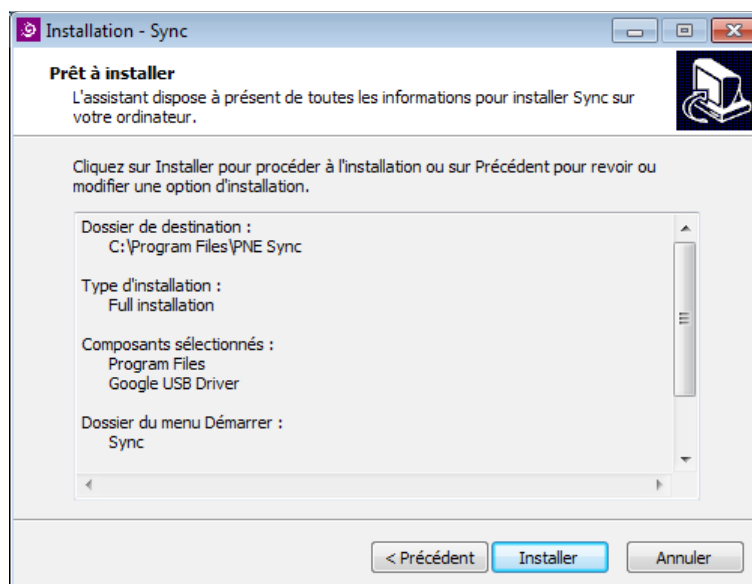 Installation - Sync
Prêt à installer
L'assistant dispose à présent de toutes les informations pour installer Sync sur
votre ordinateur.
Cliquez sur Installer pour procéder à l'installation ou sur Précédent pour revoir ou
modifier une option d'installation.
Dossier de destination :
C:\Program Files\PNE Sync
Type d'installation :
Full installation
Composants sélectionnés :
Program Files
Google USB Driver
Dossier du menu Démarrer :
Sync
< Précédent
Installer
Annuler